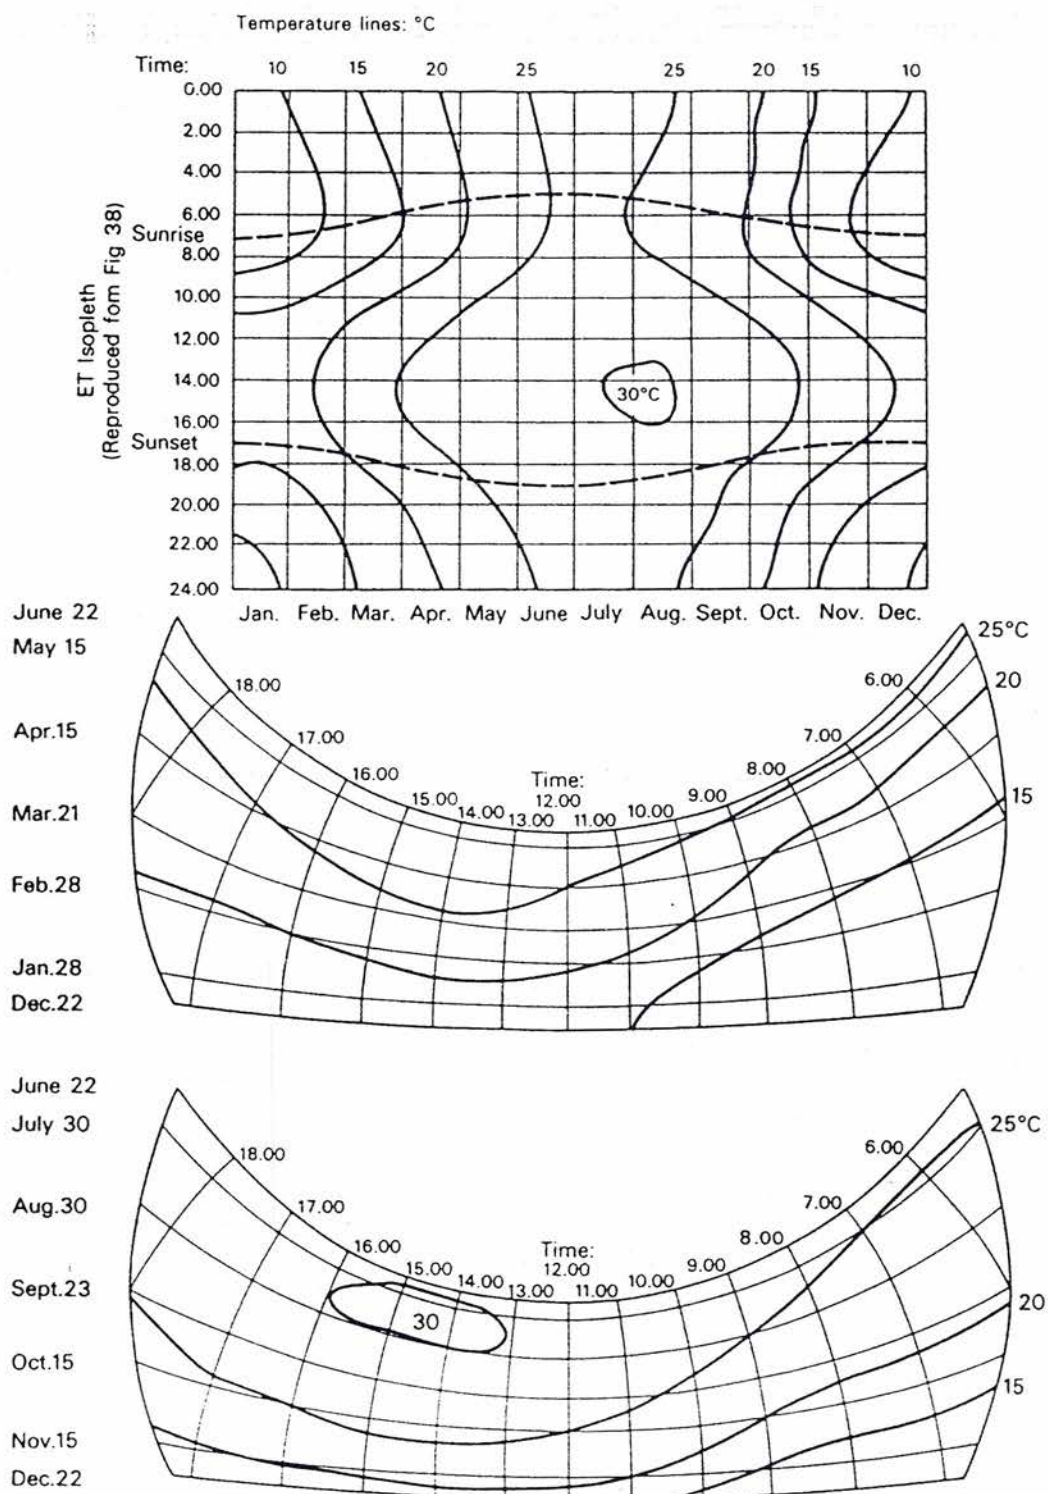 Temperature lines: °C
Time: 10 15 20 25 25 20 15 10
0.00
2.00
4.00
6.00
Sunrise
8.00
10.00
12.00
14.00
30°C
16.00
Sunset
18.00
20.00
22.00
24.00
ET Isopleth
(Reproduced fom Fig 38)
Jan. Feb. Mar. Apr. May June July Aug. Sept. Oct. Nov. Dec.
June 22
May 15
Apr.15
Mar.21
Feb.28
Jan.28
Dec.22
25°C
20
15
Time:
18.00 17.00 16.00 15.00 14.00 13.00 12.00 11.00 10.00 9.00 8.00 7.00 6.00
June 22
July 30
Aug.30
Sept.23
Oct.15
Nov.15
Dec.22
25°C
20
15
Time:
18.00 17.00 16.00 15.00 14.00 13.00 12.00 11.00 10.00 9.00 8.00 7.00 6.00
30